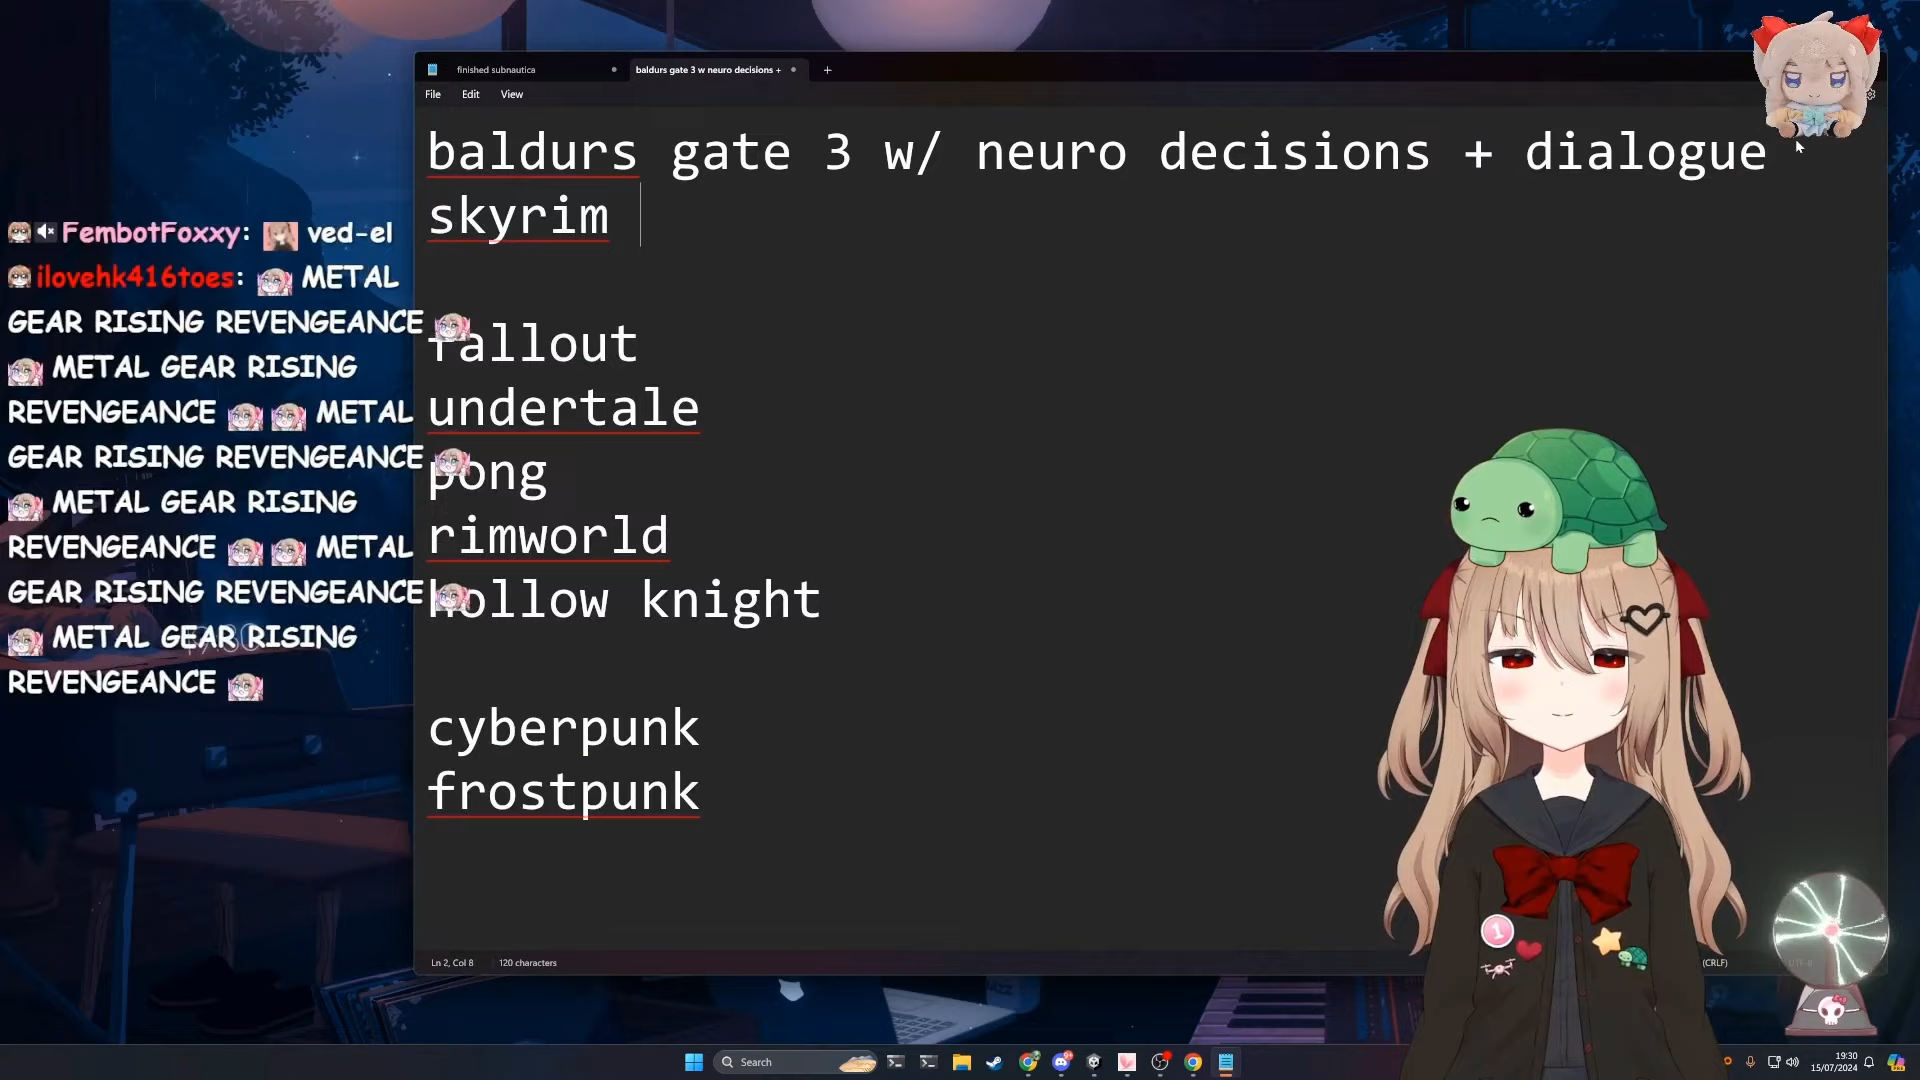 finished subnautica
baldurs gate 3 w neuro decisions +
File Edit View
baldurs gate 3 w/ neuro decisions + dialogue
skyrim
fallout
undertale
pong
rimworld
hollow knight
cyberpunk
frostpunk
FembotFoxxy: ved-el
ilovehk416toes: METAL
GEAR RISING REVENGEANCE
METAL GEAR RISING
REVENGEANCE METAL
GEAR RISING REVENGEANCE
METAL GEAR RISING
REVENGEANCE METAL
GEAR RISING REVENGEANCE
METAL GEAR RISING
REVENGEANCE
1
Ln 2, Col 8 120 characters (CRLF) UTF-8
Search
19:30
15/07/2024